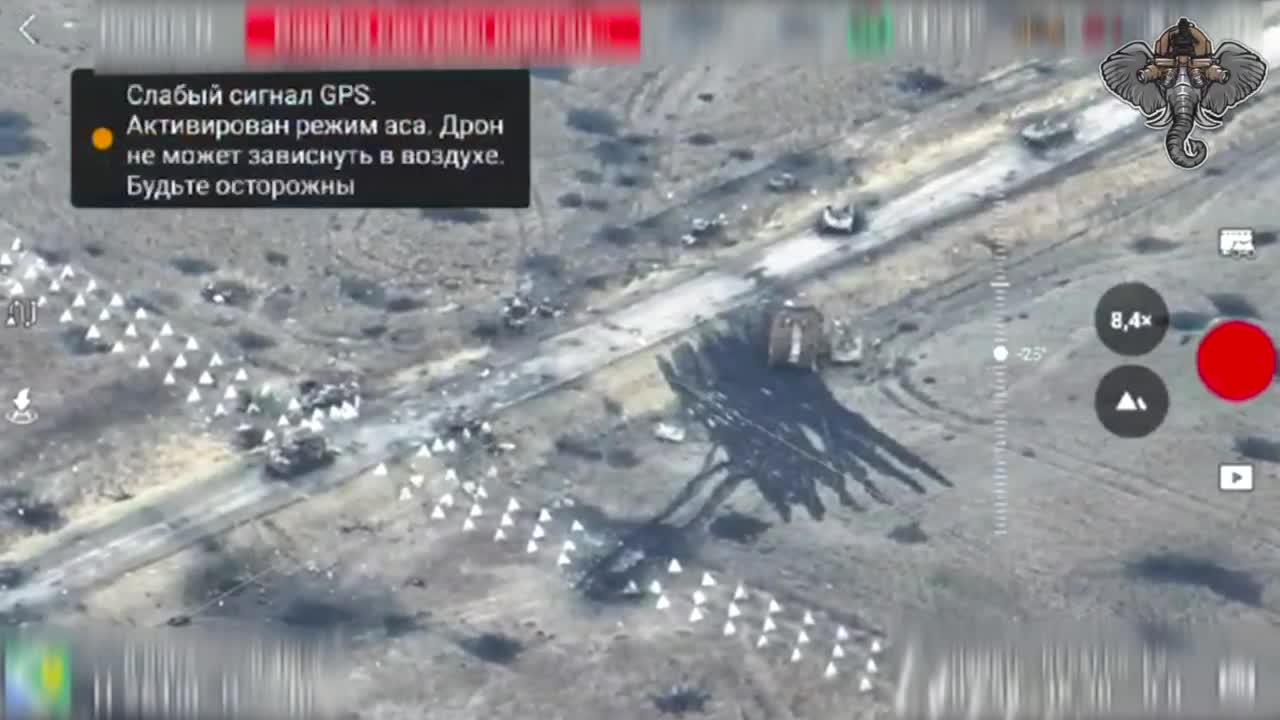 Слабый сигнал GPS.
Активирован режим аса. Дрон
не может зависнуть в воздухе.
Будьте осторожны
-25°
8,4×